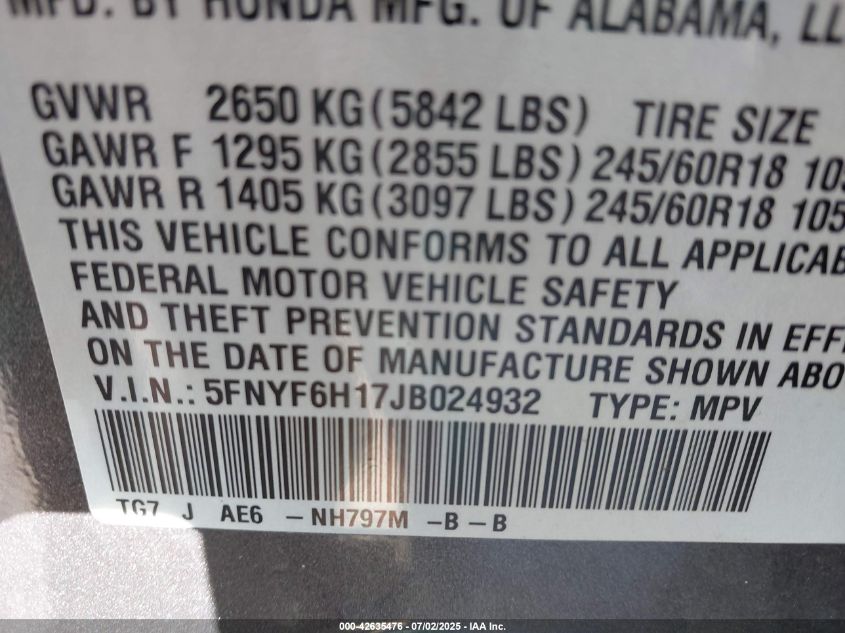 MFD. BY HONDA MFG. OF ALABAMA, LL
GVWR 2650 KG (5842 LBS) TIRE SIZE
GAWR F 1295 KG (2855 LBS) 245/60R18 105
GAWR R 1405 KG (3097 LBS) 245/60R18 105
THIS VEHICLE CONFORMS TO ALL APPLICAB
FEDERAL MOTOR VEHICLE SAFETY
AND THEFT PREVENTION STANDARDS IN EFF
ON THE DATE OF MANUFACTURE SHOWN ABO
V.I.N.: 5FNYF6H17JB024932 TYPE: MPV
TG7 J AE6 - NH797M - B - B
000-42635476 - 07/02/2025 - IAA Inc.